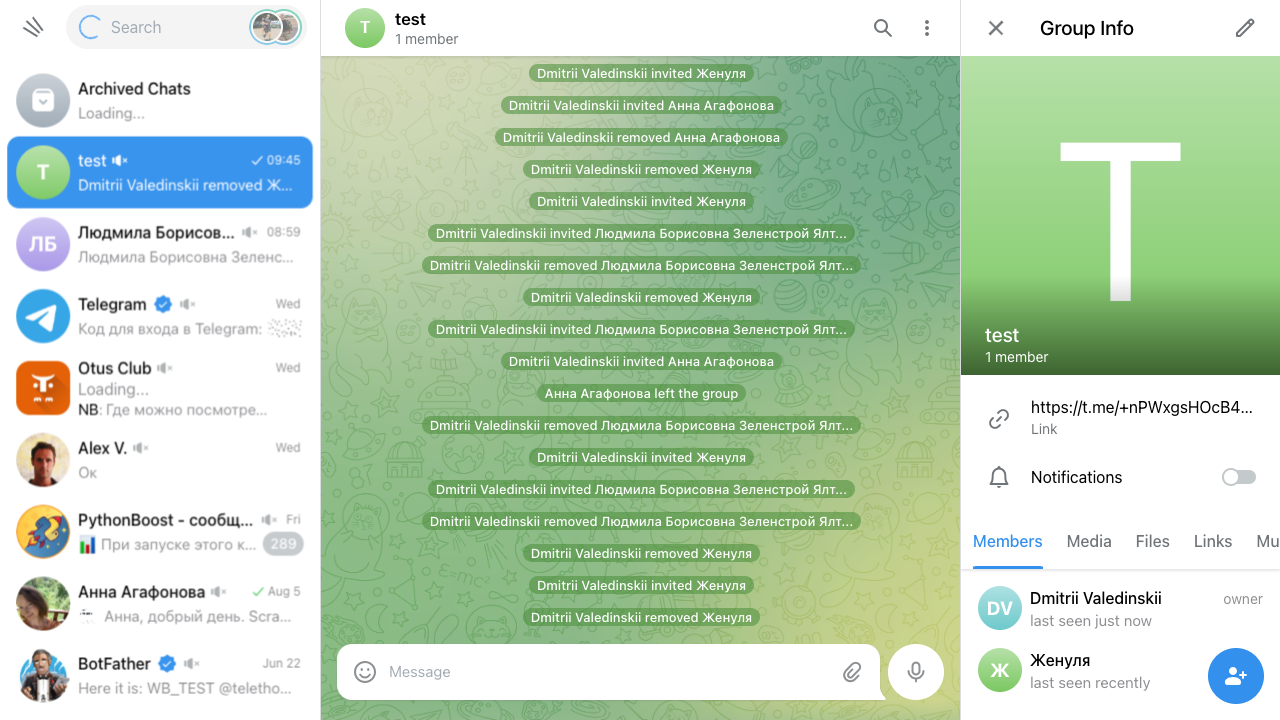 Search
Archived Chats
Loading...
T
test
09:45
Dmitrii Valedinskii removed Ж...
ЛБ
Людмила Борисов...
08:59
Людмила Борисовна Зеленс...
Telegram
Wed
Код для входа в Telegram:
Otus Club
Wed
Loading...
NB: Где можно посмотре...
Alex V.
Wed
Ок
PythonBoost - сообщ...
Fri
При запуске этого к...
289
Анна Агафонова
Aug 5
Анна, добрый день. Scra...
BotFather
Jun 22
Here it is: WB_TEST @teletho...
T
test
1 member
Dmitrii Valedinskii invited Женуля
Dmitrii Valedinskii invited Анна Агафонова
Dmitrii Valedinskii removed Анна Агафонова
Dmitrii Valedinskii removed Женуля
Dmitrii Valedinskii invited Женуля
Dmitrii Valedinskii invited Людмила Борисовна Зеленстрой Ялт...
Dmitrii Valedinskii removed Людмила Борисовна Зеленстрой Ялт...
Dmitrii Valedinskii removed Женуля
Dmitrii Valedinskii invited Людмила Борисовна Зеленстрой Ялт...
Dmitrii Valedinskii invited Анна Агафонова
Анна Агафонова left the group
Dmitrii Valedinskii removed Людмила Борисовна Зеленстрой Ялт...
Dmitrii Valedinskii invited Женуля
Dmitrii Valedinskii invited Людмила Борисовна Зеленстрой Ялт...
Dmitrii Valedinskii removed Людмила Борисовна Зеленстрой Ялт...
Dmitrii Valedinskii removed Женуля
Dmitrii Valedinskii invited Женуля
Dmitrii Valedinskii removed Женуля
Message
Group Info
T
test
1 member
https://t.me/+nPWxgsHOcB4...
Link
Notifications
Members Media Files Links Mu
DV
Dmitrii Valedinskii
owner
last seen just now
Ж
Женуля
last seen recently